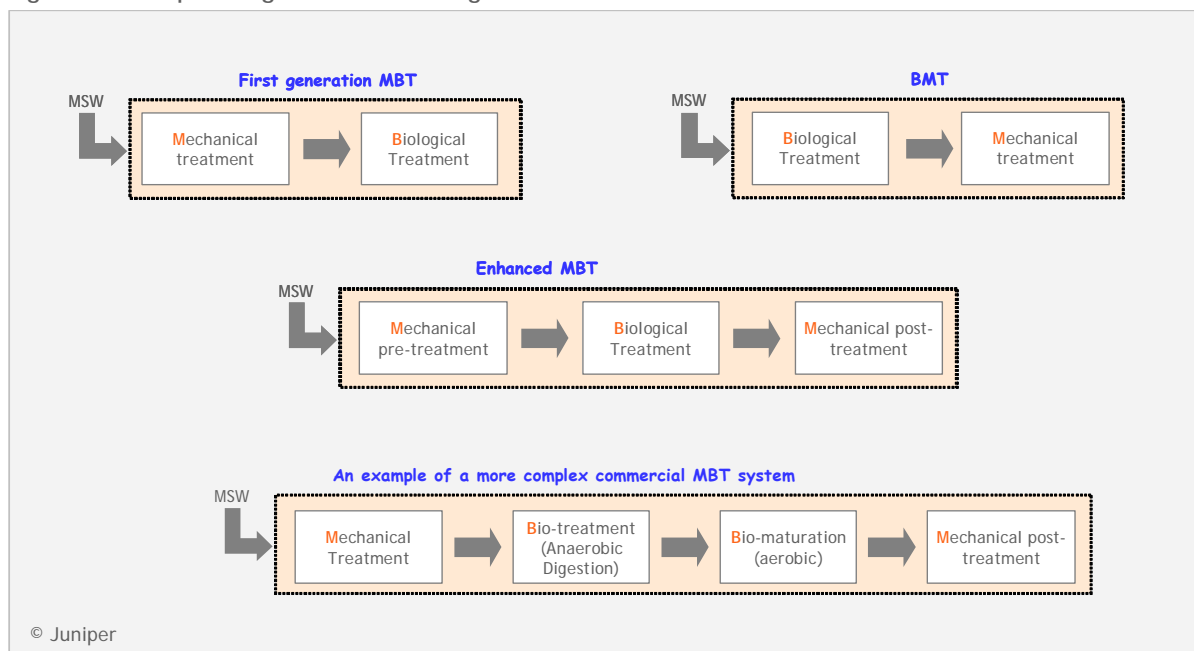 First generation MBT
MSW
Mechanical
treatment
Biological
Treatment
BMT
MSW
Biological
Treatment
Mechanical
treatment
Enhanced MBT
MSW
Mechanical
pre-treatment
Biological
Treatment
Mechanical post-
treatment
An example of a more complex commercial MBT system
MSW
Mechanical
Treatment
Bio-treatment
(Anaerobic
Digestion)
Bio-maturation
(aerobic)
Mechanical post-
treatment
© Juniper